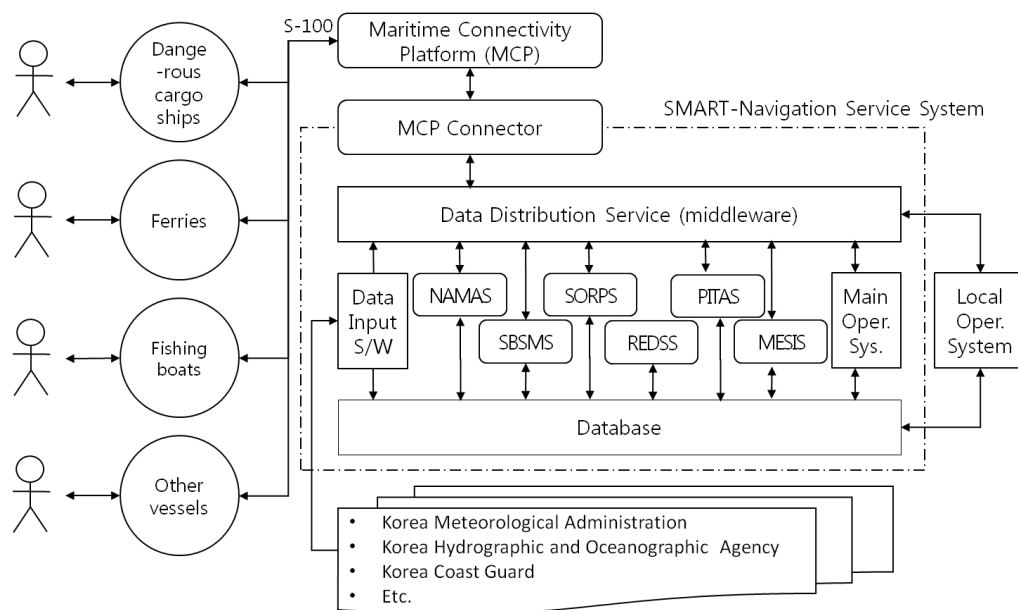 S-100
Maritime Connectivity
Platform (MCP)
Dange
-rous
cargo
ships
MCP Connector
SMART-Navigation Service System
Ferries
Data Distribution Service (middleware)
Data
Input
S/W
NAMAS
SBSMS
SORPS
REDSS
PITAS
MESIS
Main
Oper.
Sys.
Local
Oper.
System
Fishing
boats
Database
Other
vessels
• Korea Meteorological Administration
• Korea Hydrographic and Oceanographic Agency
• Korea Coast Guard
• Etc.